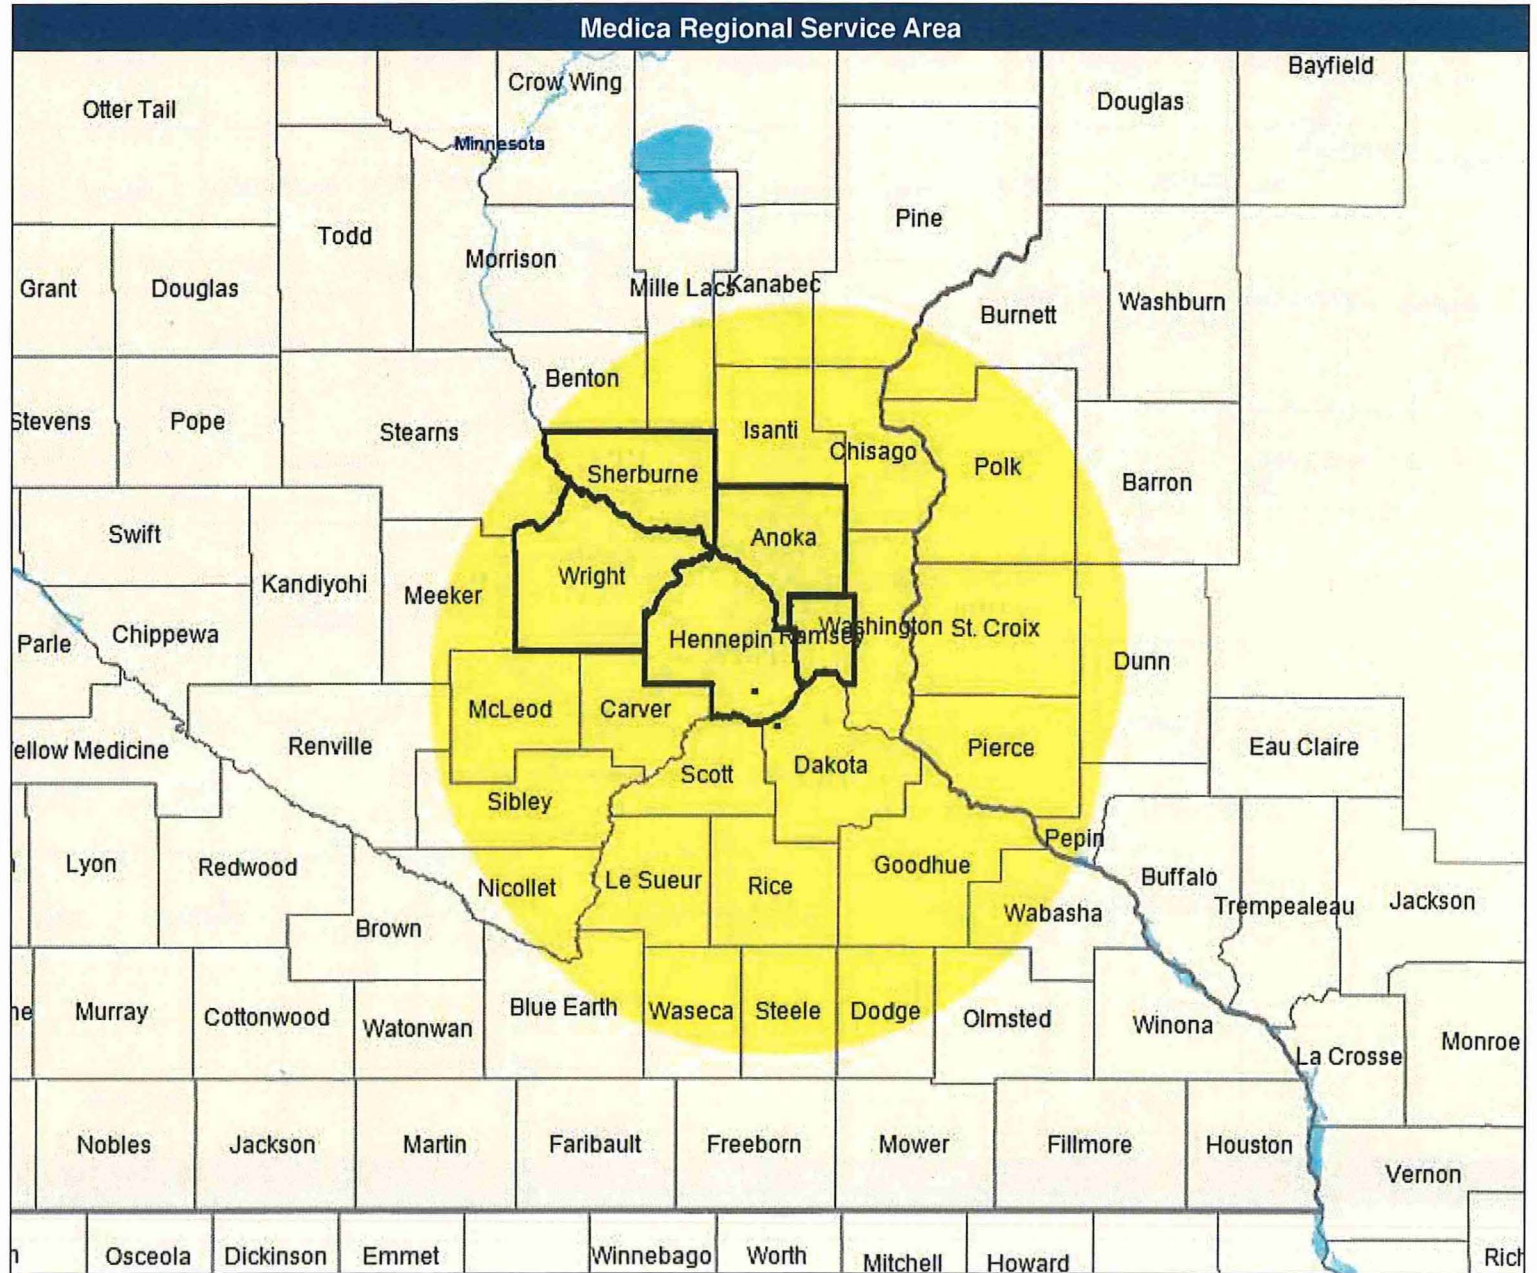 Medica Regional Service Area
Crow Wing
Bayfield
Otter Tail
Douglas
Minnesota
Pine
Todd
Morrison
Mille Lacs
Kanabec
Grant
Douglas
Washburn
Burnett
Benton
Stevens
Pope
Stearns
Isanti
Chisago
Polk
Sherburne
Barron
Swift
Anoka
Wright
Kandiyohi
Meeker
Chippewa
Parle
Hennepin
Ramsey
Washington
St. Croix
Dunn
McLeod
Carver
ellow Medicine
Renville
Pierce
Eau Claire
Scott
Dakota
Sibley
Pepin
Lyon
Redwood
Nicollet
Le Sueur
Rice
Goodhue
Buffalo
Trempealeau
Jackson
Brown
Wabasha
Murray
Cottonwood
Watonwan
Blue Earth
Waseca
Steele
Dodge
Olmsted
Winona
La Crosse
Monroe
Nobles
Jackson
Martin
Faribault
Freeborn
Mower
Fillmore
Houston
Vernon
Osceola
Dickinson
Emmet
Winnebago
Worth
Mitchell
Howard
Rich